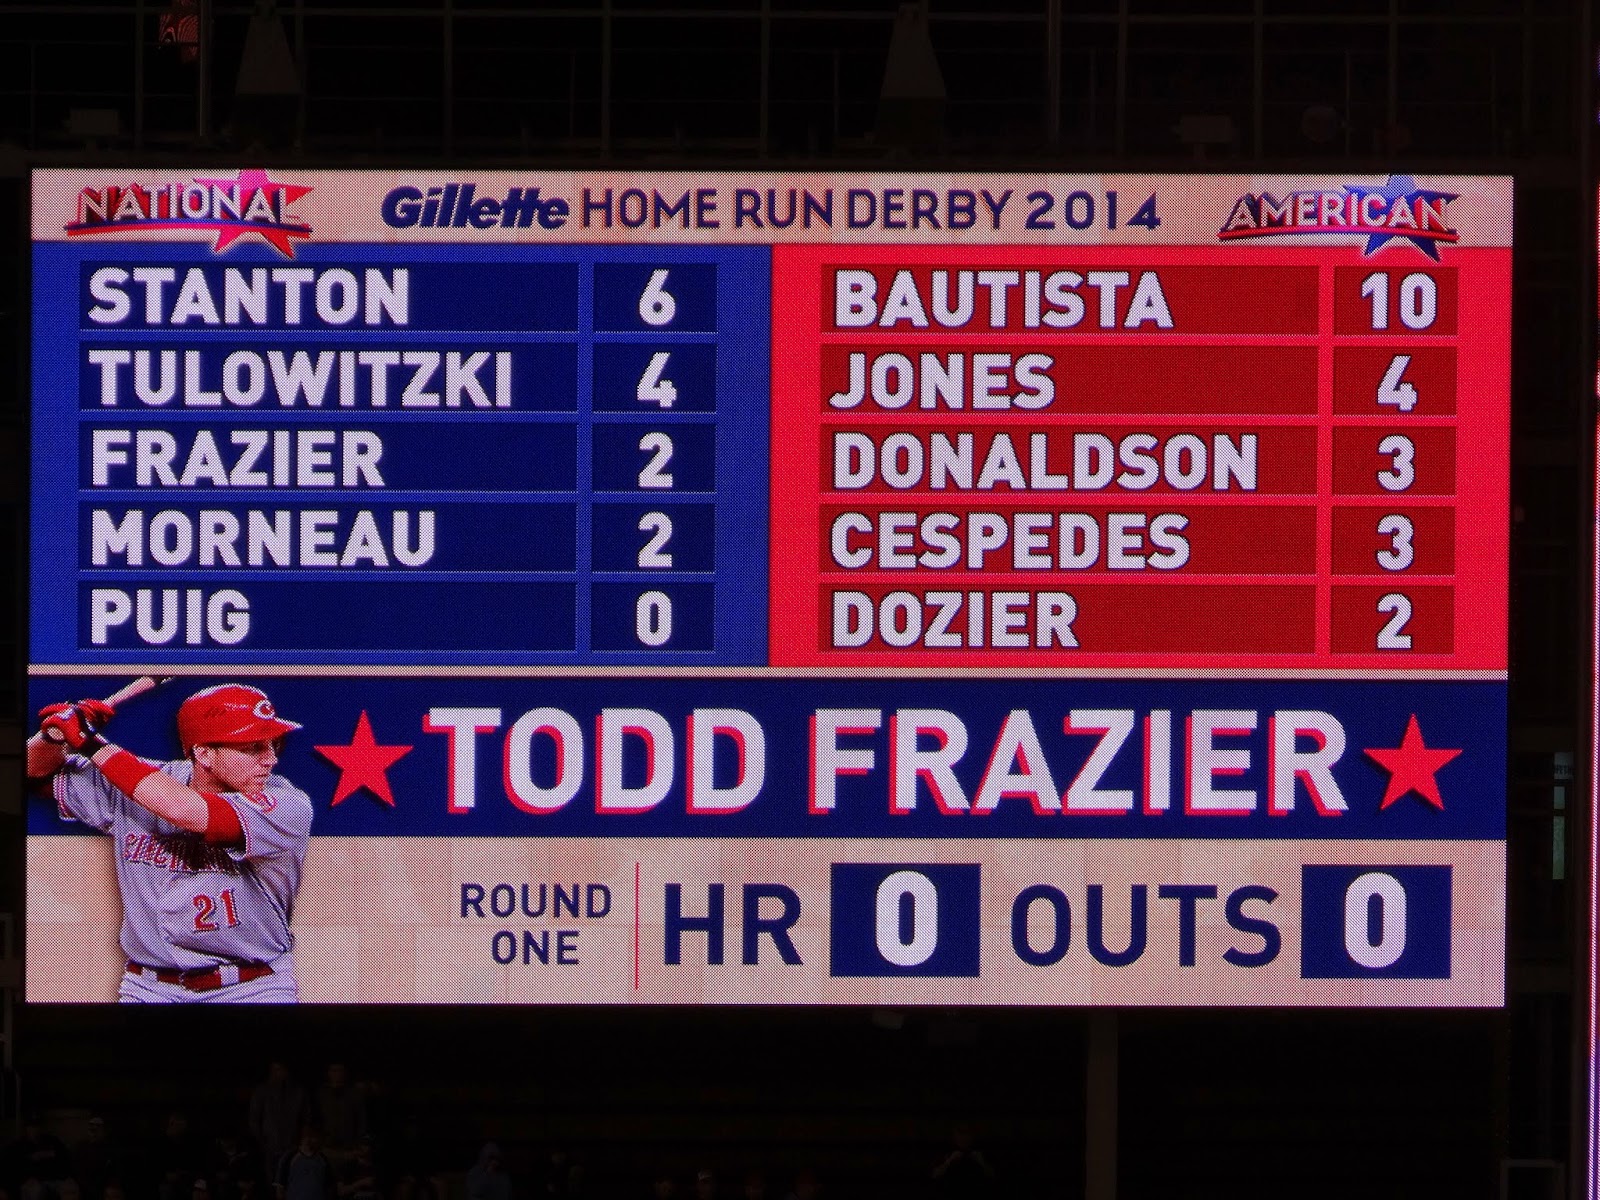 NATIONAL Gillette HOME RUN DERBY 2014 AMERICAN
STANTON 6 BAUTISTA 10
TULOWITZKI 4 JONES 4
FRAZIER 2 DONALDSON 3
MORNEAU 2 CESPEDES 3
PUIG 0 DOZIER 2
TODD FRAZIER
C
CINCINNATI
21
ROUND
ONE
HR 0 OUTS 0